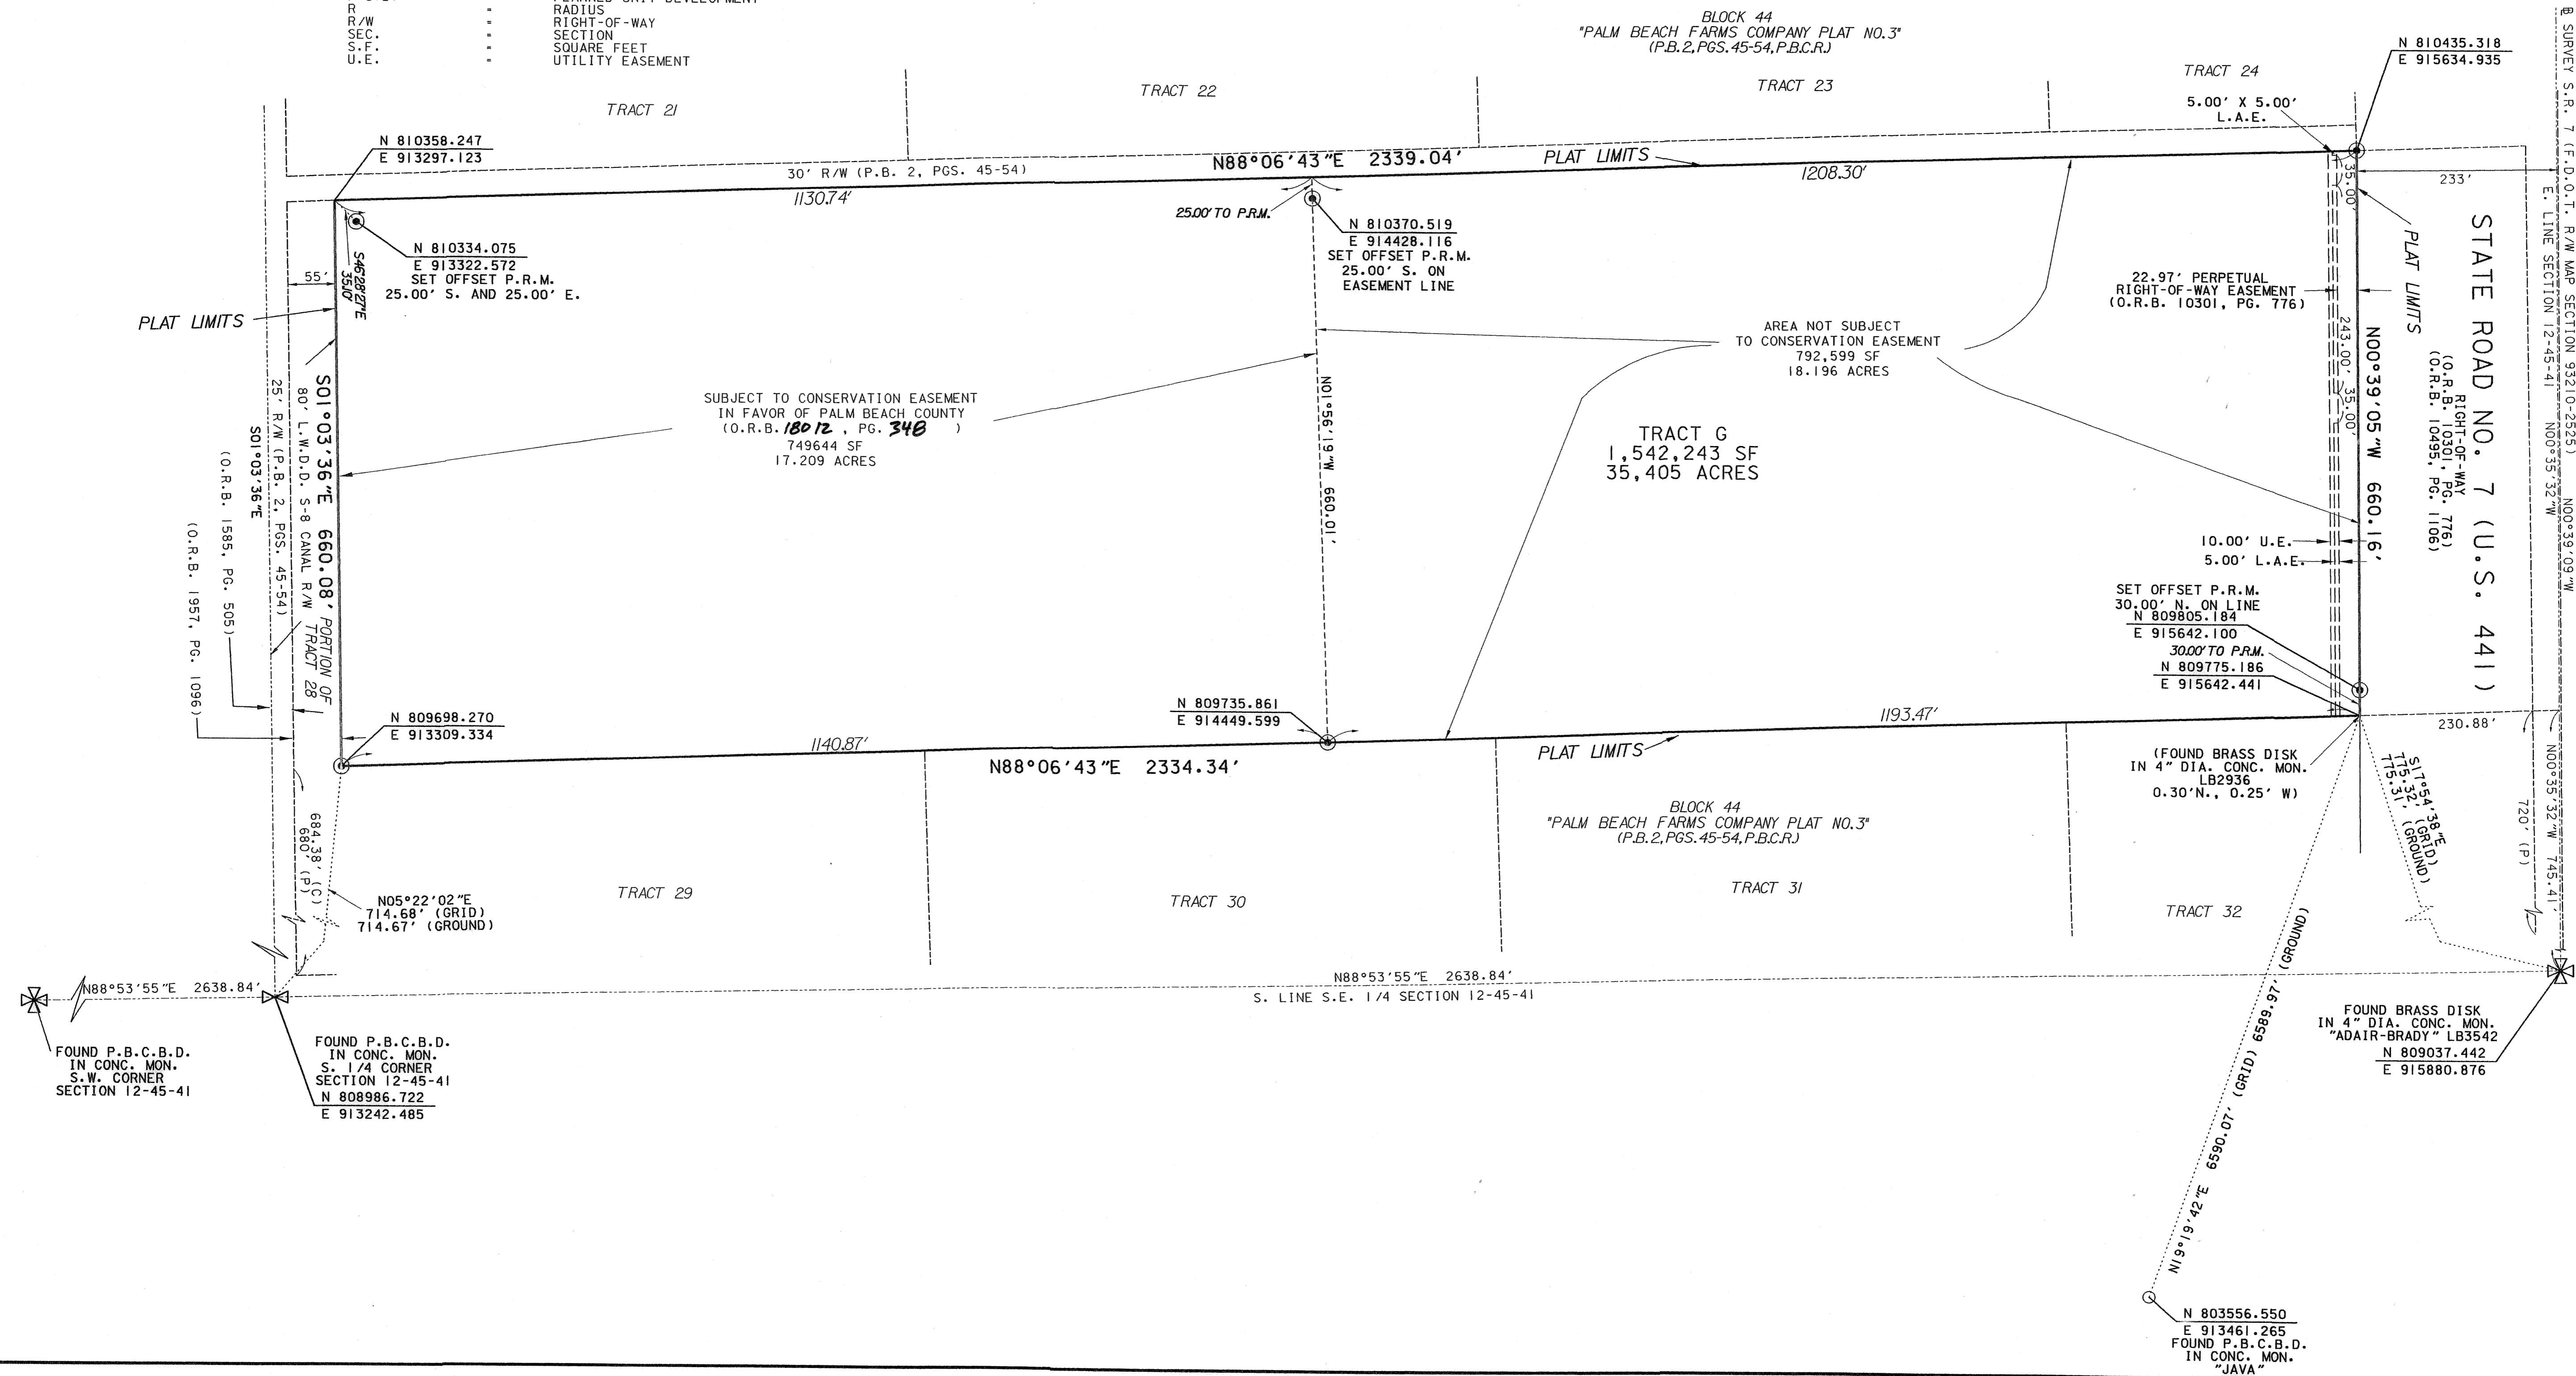 R = RADIUS
R/W = RIGHT-OF-WAY
SEC. = SECTION
S.F. = SQUARE FEET
U.E. = UTILITY EASEMENT
BLOCK 44
"PALM BEACH FARMS COMPANY PLAT NO.3"
(P.B.2,PGS.45-54,P.B.C.R.)
TRACT 21
TRACT 22
TRACT 23
TRACT 24
N 810435.318
E 915634.935
5.00' X 5.00'
L.A.E.
N 810358.247
E 913297.123
30' R/W (P.B. 2, PGS. 45-54)
N88°06'43"E 2339.04'
PLAT LIMITS
1130.74'
1208.30'
25.00' TO P.R.M.
35.00'
233'
N 810334.075
E 913322.572
SET OFFSET P.R.M.
25.00' S. AND 25.00' E.
S46°28'27"E
35.10'
55'
PLAT LIMITS
N 810370.519
E 914428.116
SET OFFSET P.R.M.
25.00' S. ON
EASEMENT LINE
22.97' PERPETUAL
RIGHT-OF-WAY EASEMENT
(O.R.B. 10301, PG. 776)
PLAT LIMITS
STATE ROAD NO. 7 (U.S. 441)
RIGHT-OF-WAY
(O.R.B. 10301, PG. 776)
(O.R.B. 10495, PG. 1106)
E. LINE SECTION 12-45-41 N00°35'32"W
SURVEY S.R. 7 (F.D.O.T. R/W MAP SECTION 93210-2525) N00°39'09"W
AREA NOT SUBJECT
TO CONSERVATION EASEMENT
792,599 SF
18.196 ACRES
SUBJECT TO CONSERVATION EASEMENT
IN FAVOR OF PALM BEACH COUNTY
(O.R.B. 18012 , PG. 348 )
749644 SF
17.209 ACRES
N01°56'19"W 660.01'
TRACT G
1,542,243 SF
35,405 ACRES
243.00'
35.00'
N00°39'05"W 660.16'
10.00' U.E.
5.00' L.A.E.
S01°03'36"E 660.08'
PORTION OF
TRACT 28
80' L.W.D.D. S-8 CANAL R/W
25' R/W (P.B. 2, PGS. 45-54)
S01°03'36"E
(O.R.B. 1585, PG. 505)
(O.R.B. 1957, PG. 1096)
SET OFFSET P.R.M.
30.00' N. ON LINE
N 809805.184
E 915642.100
30.00' TO P.R.M.
N 809775.186
E 915642.441
N 809698.270
E 913309.334
N 809735.861
E 914449.599
1140.87'
1193.47'
230.88'
N88°06'43"E 2334.34'
PLAT LIMITS
(FOUND BRASS DISK
IN 4" DIA. CONC. MON.
LB2936
0.30'N., 0.25' W)
S17°54'38"E
775.32' (GRID)
775.31' (GROUND)
720' (P)
N00°35'32"W 745.41'
BLOCK 44
"PALM BEACH FARMS COMPANY PLAT NO.3"
(P.B.2,PGS.45-54,P.B.C.R.)
684.38' (C)
680' (P)
N05°22'02"E
714.68' (GRID)
714.67' (GROUND)
TRACT 29
TRACT 30
TRACT 31
TRACT 32
N88°53'55"E 2638.84'
N88°53'55"E 2638.84'
S. LINE S.E. 1/4 SECTION 12-45-41
N19°19'42"E 6590.07' (GRID) 6589.97' (GROUND)
FOUND P.B.C.B.D.
IN CONC. MON.
S.W. CORNER
SECTION 12-45-41
FOUND P.B.C.B.D.
IN CONC. MON.
S. 1/4 CORNER
SECTION 12-45-41
N 808986.722
E 913242.485
FOUND BRASS DISK
IN 4" DIA. CONC. MON.
"ADAIR-BRADY" LB3542
N 809037.442
E 915880.876
N 803556.550
E 913461.265
FOUND P.B.C.B.D.
IN CONC. MON.
"JAVA"